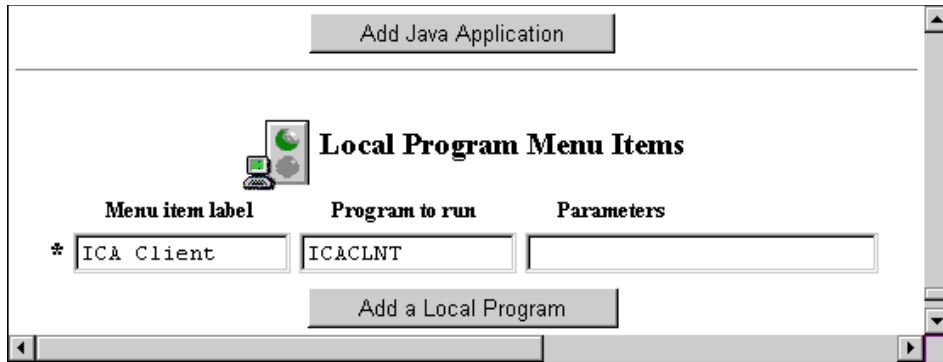 Add Java Application
Local Program Menu Items
Menu item label Program to run Parameters
* ICA Client ICACLNT
Add a Local Program